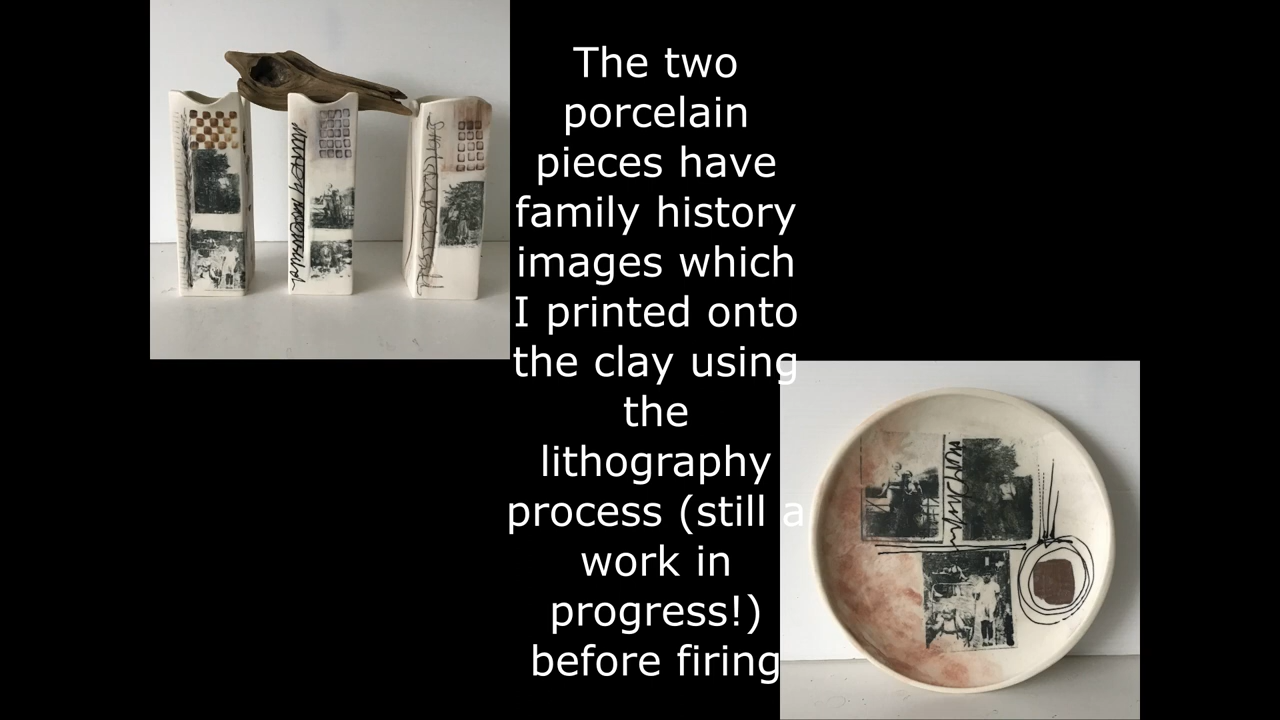 The two
porcelain
pieces have
family history
images which
I printed onto
the clay using
the
lithography
process (still a
work in
progress!)
before firing